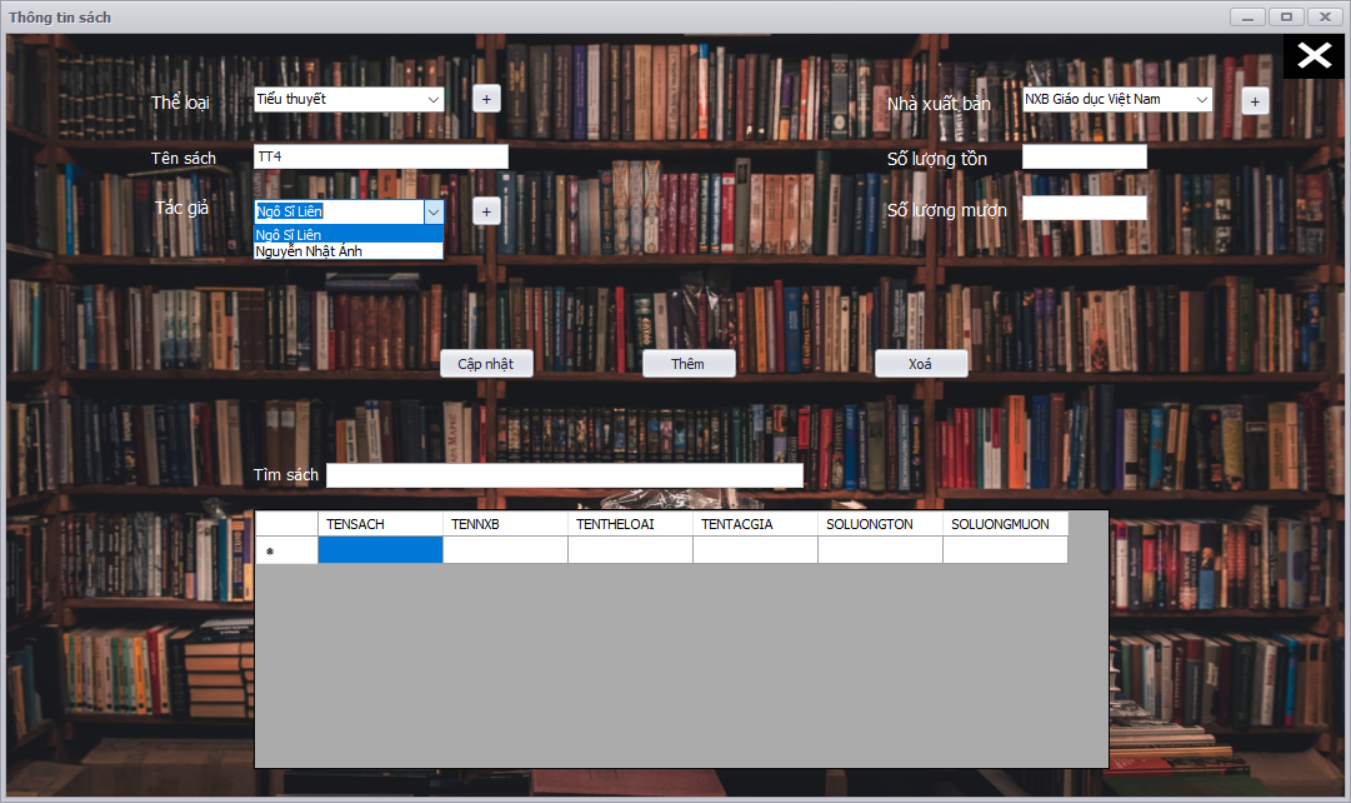 Thông tin sách
Thể loại
Tiểu thuyết
+
Nhà xuất bản
NXB Giáo dục Việt Nam
+
Tên sách
TT4
Số lượng tồn
Tác giả
Ngô Sĩ Liên
+
Số lượng mượn
Ngô Sĩ Liên
Nguyễn Nhật Ánh
Cập nhật
Thêm
Xoá
Tìm sách
TENSACH TENNXB TENTHELOAI TENTACGIA SOLUONGTON SOLUONGMUON